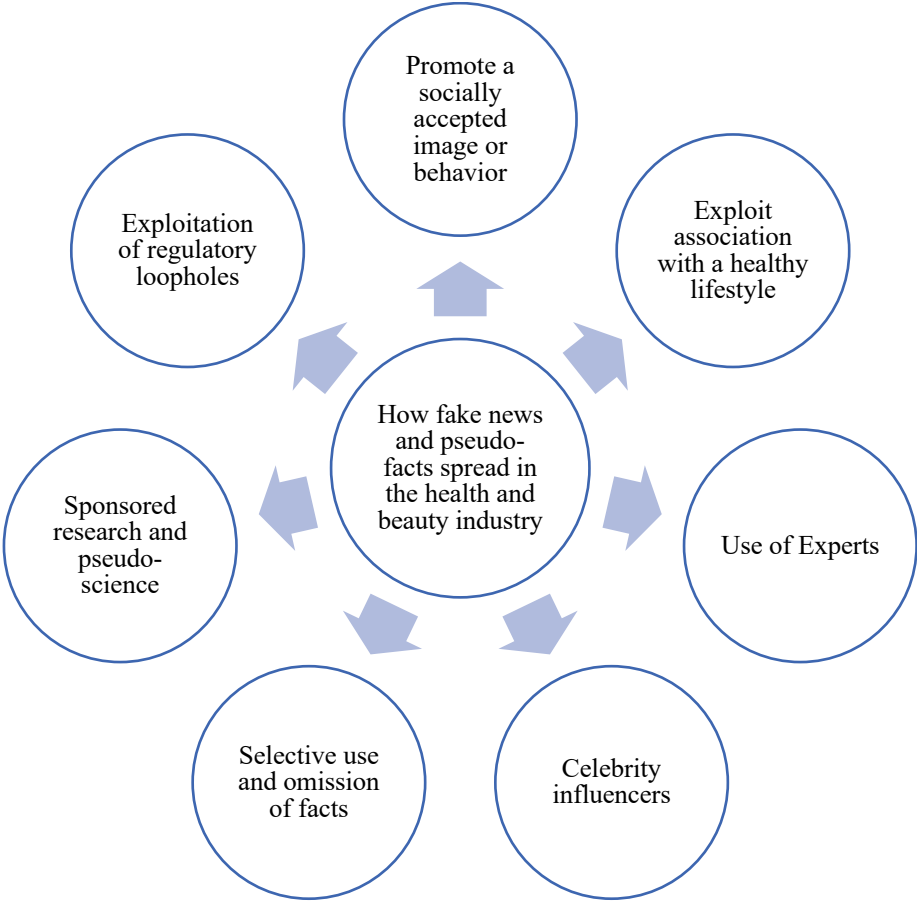 Promote a
socially
accepted
image or
behavior
Exploit
association
with a healthy
lifestyle
Use of Experts
Celebrity
influencers
Selective use
and omission
of facts
Sponsored
research and
pseudo-
science
Exploitation
of regulatory
loopholes
How fake news
and pseudo-
facts spread in
the health and
beauty industry